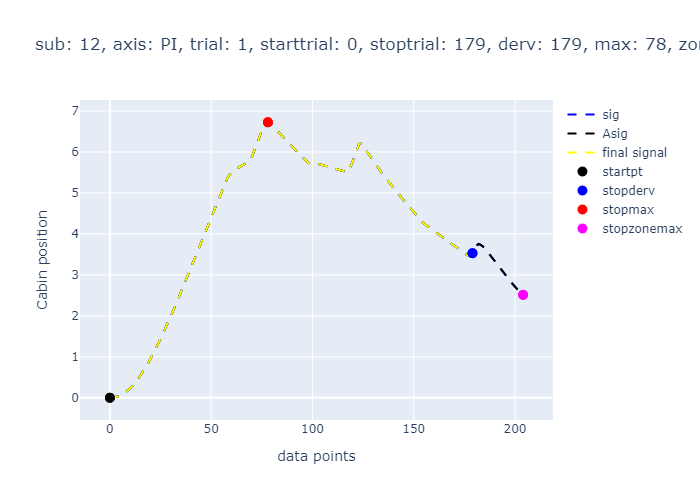 sub: 12, axis: PI, trial: 1, starttrial: 0, stoptrial: 179, derv: 179, max: 78, zon
7
6
5
4
3
2
1
0
Cabin position
0 50 100 150 200
data points
sig
Asig
final signal
startpt
stopderv
stopmax
stopzonemax